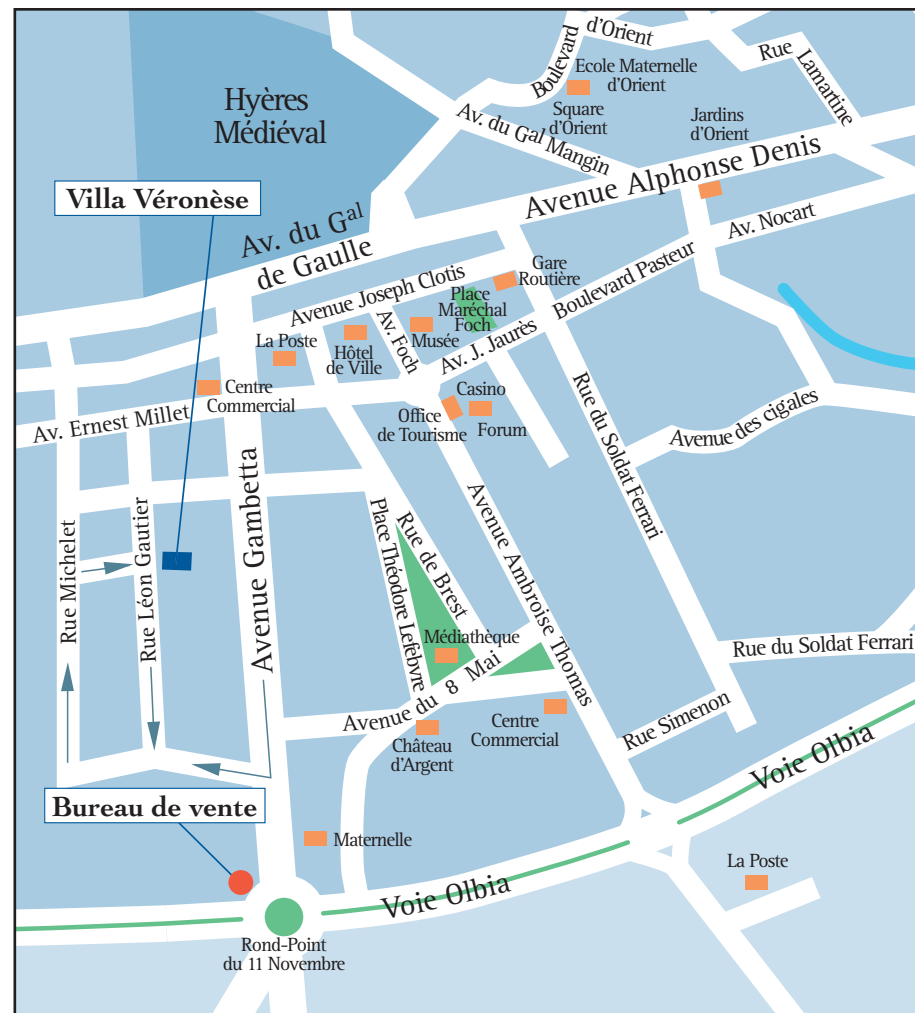 Boulevard
d'Orient
Rue
Lamartine
Ecole Maternelle
d'Orient
Square
d'Orient
Jardins
d'Orient
Hyères
Médiéval
Av. du Gal Mangin
Avenue Alphonse Denis
Villa Véronèse
Av. du Gal
de Gaulle
Av. Nocart
Gare
Routière
Boulevard Pasteur
Avenue Joseph Clotis
Place
Maréchal
Foch
Av. Foch
Musée
Av. J. Jaurès
La Poste
Hôtel
de Ville
Centre
Commercial
Av. Ernest Millet
Casino
Office
de Tourisme
Forum
Rue du Soldat Ferrari
Avenue des cigales
Rue Michelet
Rue Léon Gautier
Avenue Gambetta
Place Théodore Lefebvre
Rue de Brest
Avenue Ambroise Thomas
Médiathèque
Rue du Soldat Ferrari
Avenue du 8 Mai
Centre
Commercial
Rue Simenon
Château
d'Argent
Voie Olbia
Bureau de vente
Maternelle
La Poste
Voie Olbia
Rond-Point
du 11 Novembre